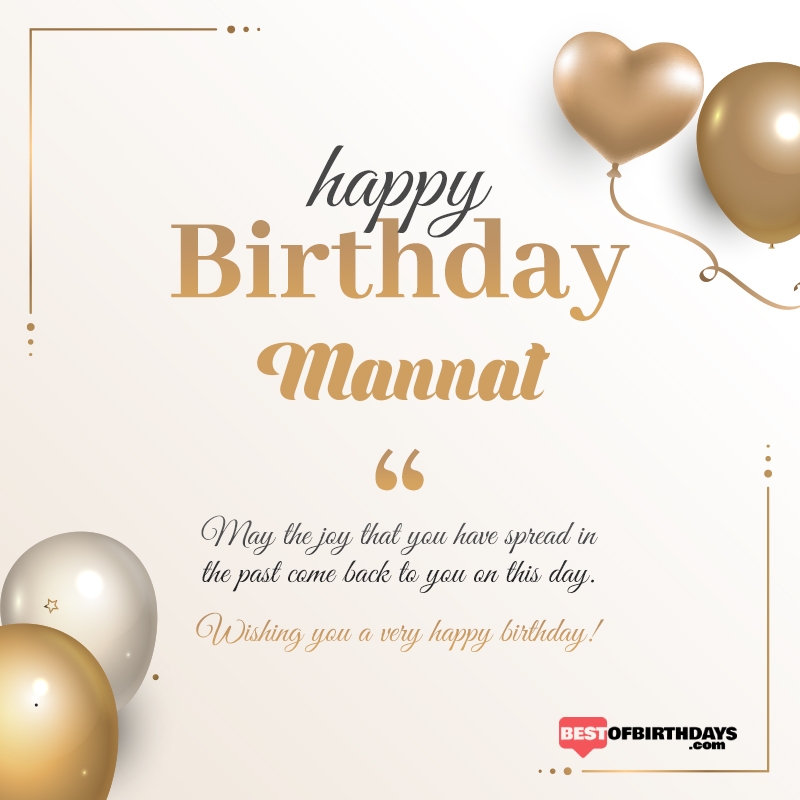 happy
Birthday
Mannat
“
May the joy that you have spread in
the past come back to you on this day.
Wishing you a very happy birthday!
BESTOFBIRTHDAYS
.com